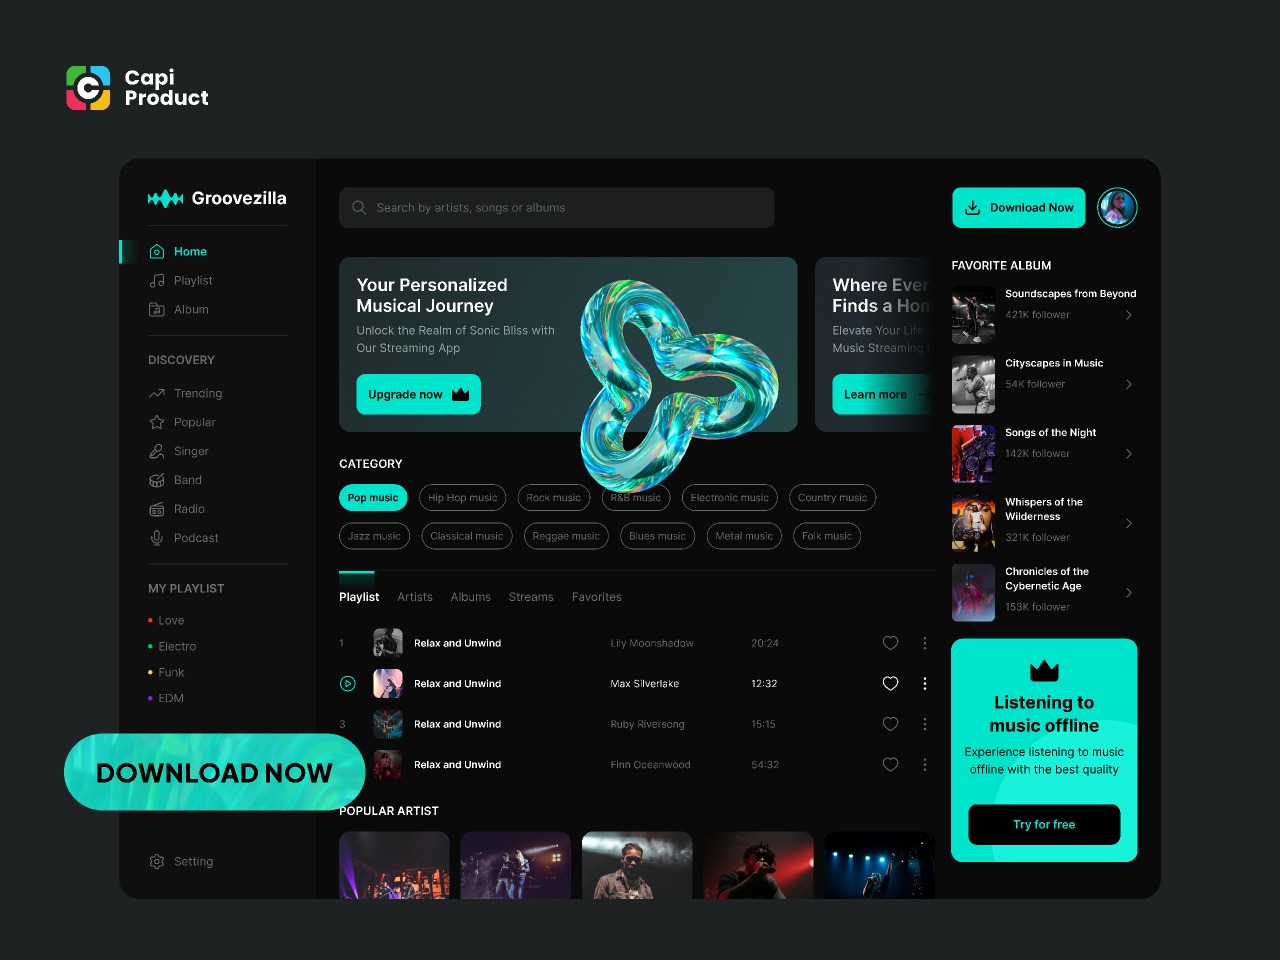 Capi
Product
Groovezilla
Search by artists, songs or albums
Download Now
Home
Playlist
Album
DISCOVERY
Trending
Popular
Singer
Band
Radio
Podcast
MY PLAYLIST
Love
Electro
Funk
EDM
DOWNLOAD NOW
Setting
Your Personalized
Musical Journey
Unlock the Realm of Sonic Bliss with
Our Streaming App
Upgrade now
Where Ever
Finds a Hom
Elevate Your Life
Music Streaming
Learn more
CATEGORY
Pop music
Hip Hop music
Rock music
R&B music
Electronic music
Country music
Jazz music
Classical music
Reggae music
Blues music
Metal music
Folk music
Playlist
Artists
Albums
Streams
Favorites
1
Relax and Unwind
Lily Moonshadow
20:24
Relax and Unwind
Max Silverlake
12:32
3
Relax and Unwind
Ruby Riversong
15:15
Relax and Unwind
Finn Oceanwood
54:32
POPULAR ARTIST
FAVORITE ALBUM
Soundscapes from Beyond
421K follower
Cityscapes in Music
54K follower
Songs of the Night
142K follower
Whispers of the
Wilderness
321K follower
Chronicles of the
Cybernetic Age
153K follower
Listening to
music offline
Experience listening to music
offline with the best quality
Try for free